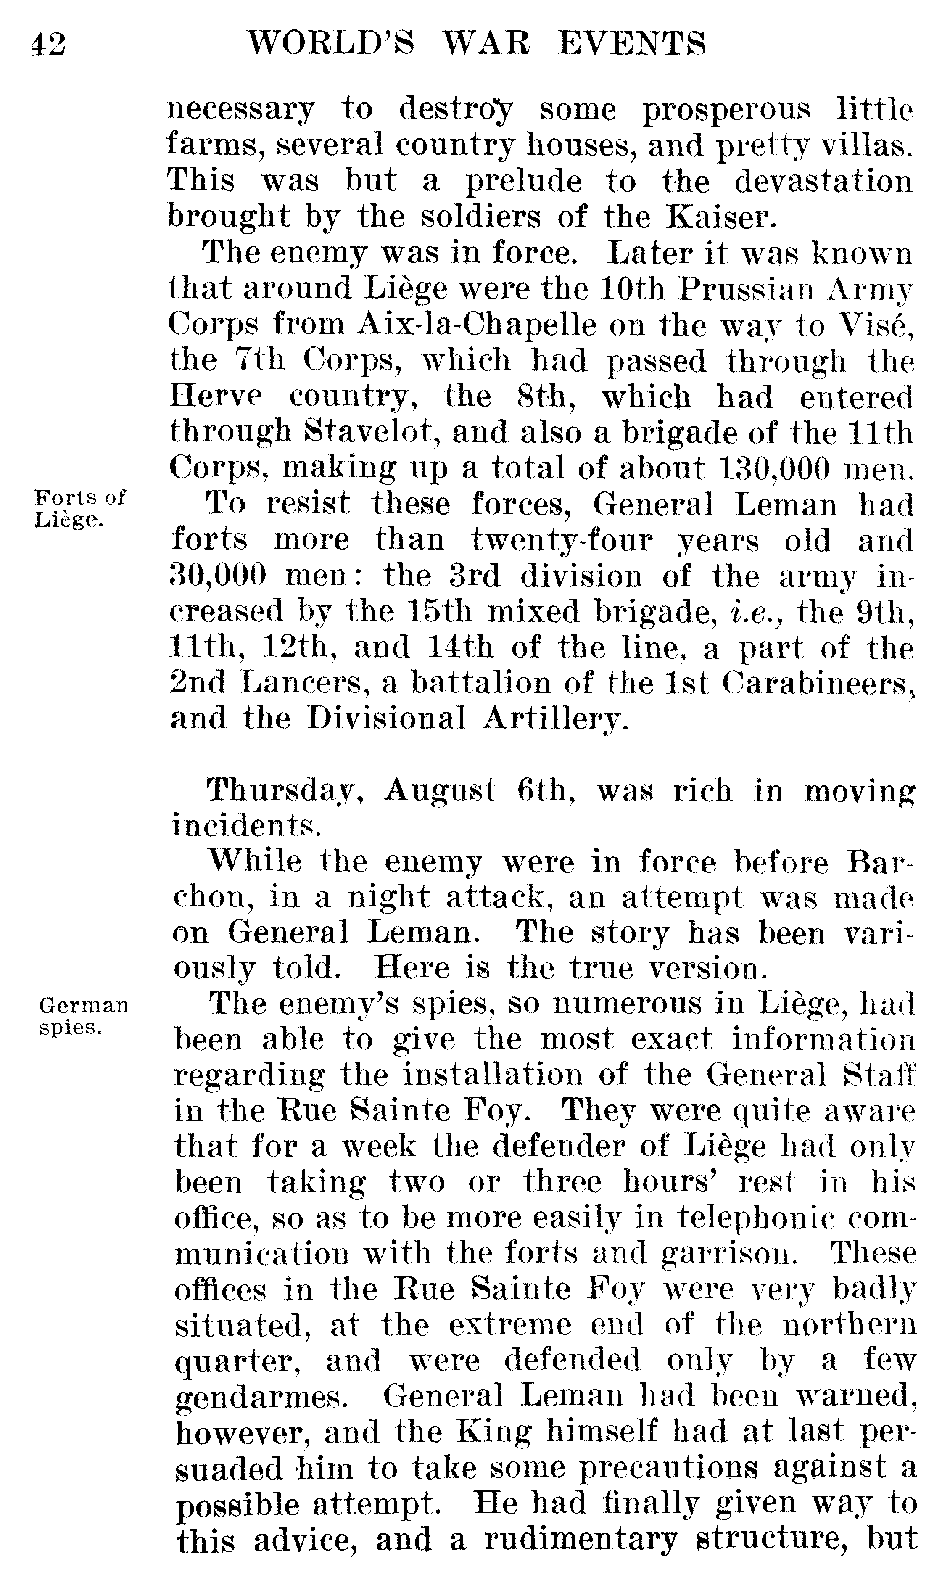 42 WORLD'S WAR EVENTS
necessary to destroy some prosperous little
farms, several country houses, and pretty villas.
This was but a prelude to the devastation
brought by the soldiers of the Kaiser.
The enemy was in force. Later it was known
that around Liège were the 10th Prussian Army
Corps from Aix-la-Chapelle on the way to Visé,
the 7th Corps, which had passed through the
Herve country, the 8th, which had entered
through Stavelot, and also a brigade of the 11th
Corps, making up a total of about 130,000 men.
Forts of
Liège.
To resist these forces, General Leman had
forts more than twenty-four years old and
30,000 men: the 3rd division of the army in-
creased by the 15th mixed brigade, i.e., the 9th,
11th, 12th, and 14th of the line, a part of the
2nd Lancers, a battalion of the 1st Carabineers,
and the Divisional Artillery.
Thursday, August 6th, was rich in moving
incidents.
While the enemy were in force before Bar-
chon, in a night attack, an attempt was made
on General Leman. The story has been vari-
ously told. Here is the true version.
German
spies.
The enemy's spies, so numerous in Liège, had
been able to give the most exact information
regarding the installation of the General Staff
in the Rue Sainte Foy. They were quite aware
that for a week the defender of Liège had only
been taking two or three hours' rest in his
office, so as to be more easily in telephonic com-
munication with the forts and garrison. These
offices in the Rue Sainte Foy were very badly
situated, at the extreme end of the northern
quarter, and were defended only by a few
gendarmes. General Leman had been warned,
however, and the King himself had at last per-
suaded him to take some precautions against a
possible attempt. He had finally given way to
this advice, and a rudimentary structure, but